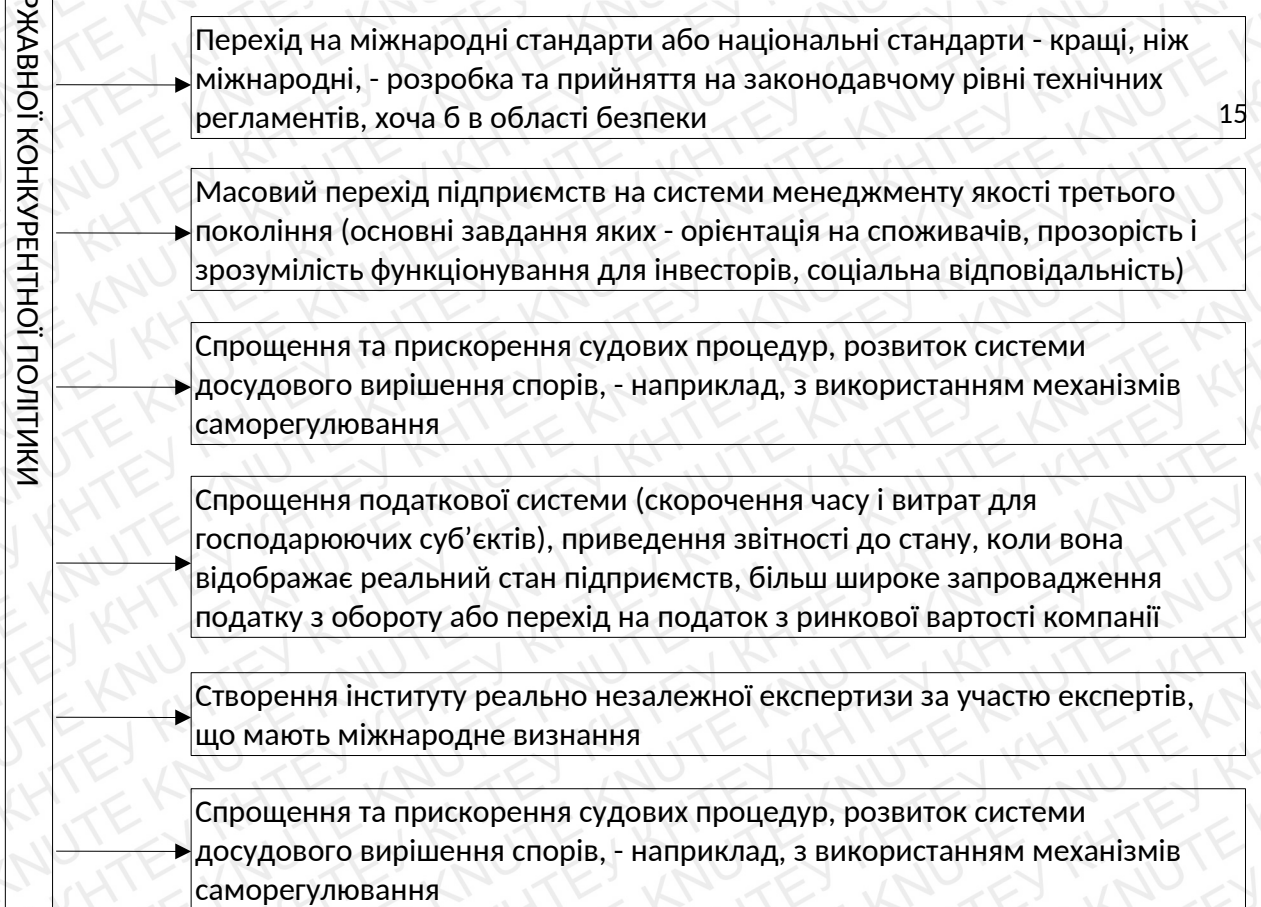 РЖАВНОЇ КОНКУРЕНТНОЇ ПОЛІТИКИ
Перехід на міжнародні стандарти або національні стандарти - кращі, ніж
міжнародні, - розробка та прийняття на законодавчому рівні технічних
регламентів, хоча б в області безпеки
15
Масовий перехід підприємств на системи менеджменту якості третього
покоління (основні завдання яких - орієнтація на споживачів, прозорість і
зрозумілість функціонування для інвесторів, соціальна відповідальність)
Спрощення та прискорення судових процедур, розвиток системи
досудового вирішення спорів, - наприклад, з використанням механізмів
саморегулювання
Спрощення податкової системи (скорочення часу і витрат для
господарюючих суб’єктів), приведення звітності до стану, коли вона
відображає реальний стан підприємств, більш широке запровадження
податку з обороту або перехід на податок з ринкової вартості компанії
Створення інституту реально незалежної експертизи за участю експертів,
що мають міжнародне визнання
Спрощення та прискорення судових процедур, розвиток системи
досудового вирішення спорів, - наприклад, з використанням механізмів
саморегулювання